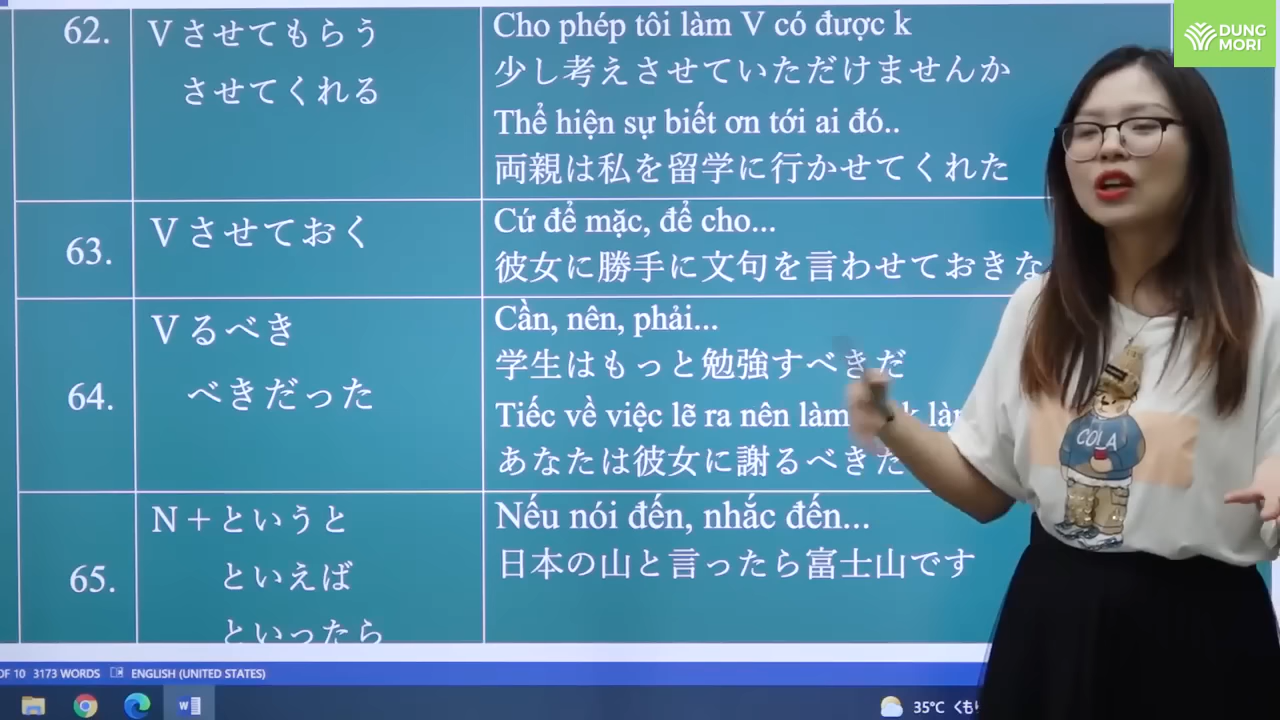 62.
Vさせてもらう
させてくれる
Cho phép tôi làm V có được k
少し考えさせていただけませんか
Thể hiện sự biết ơn tới ai đó..
両親は私を留学に行かせてくれた
63.
Vさせておく
Cứ để mặc, để cho...
彼女に勝手に文句を言わせておきな
64.
Vるべき
べきだった
Cần, nên, phải...
学生はもっと勉強すべきだ
Tiếc về việc lẽ ra nên làm k
あなたは彼女に謝るべきだ
65.
N+というと
といえば
といったら
Nếu nói đến, nhắc đến...
日本の山と言ったら富士山です
DUNG
MORI
COLA
OF 10 3173 WORDS ENGLISH (UNITED STATES)
35°C くもり